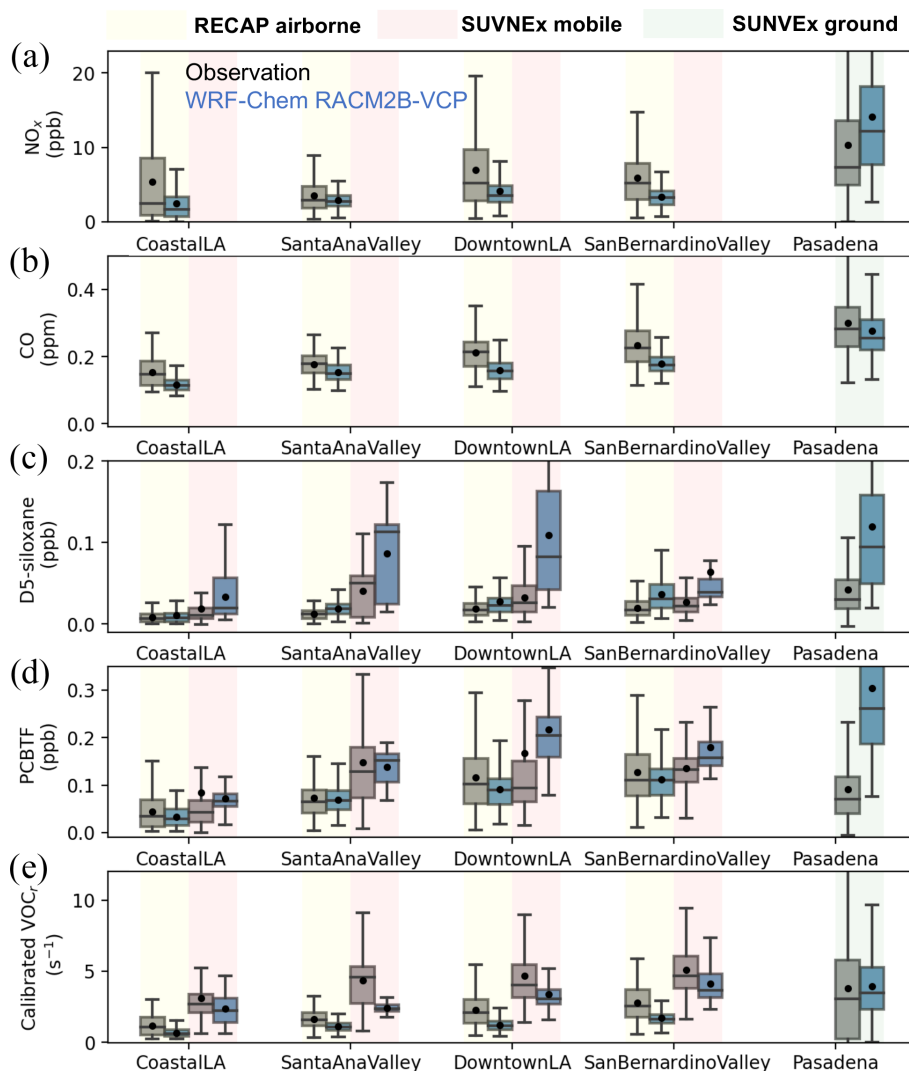 RECAP airborne SUVNEx mobile SUNVEx ground
(a)
Observation
WRF-Chem RACM2B-VCP
NOx
(ppb)
20
10
0
CoastalLA SantaAnaValley DowntownLA SanBernardinoValley Pasadena
(b)
CO
(ppm)
0.4
0.2
0.0
CoastalLA SantaAnaValley DowntownLA SanBernardinoValley Pasadena
(c)
D5-siloxane
(ppb)
0.2
0.1
0.0
CoastalLA SantaAnaValley DowntownLA SanBernardinoValley Pasadena
(d)
PCBTF
(ppb)
0.3
0.2
0.1
0.0
CoastalLA SantaAnaValley DowntownLA SanBernardinoValley Pasadena
(e)
Calibrated VOCr
(s−1)
10
5
0
CoastalLA SantaAnaValley DowntownLA SanBernardinoValley Pasadena